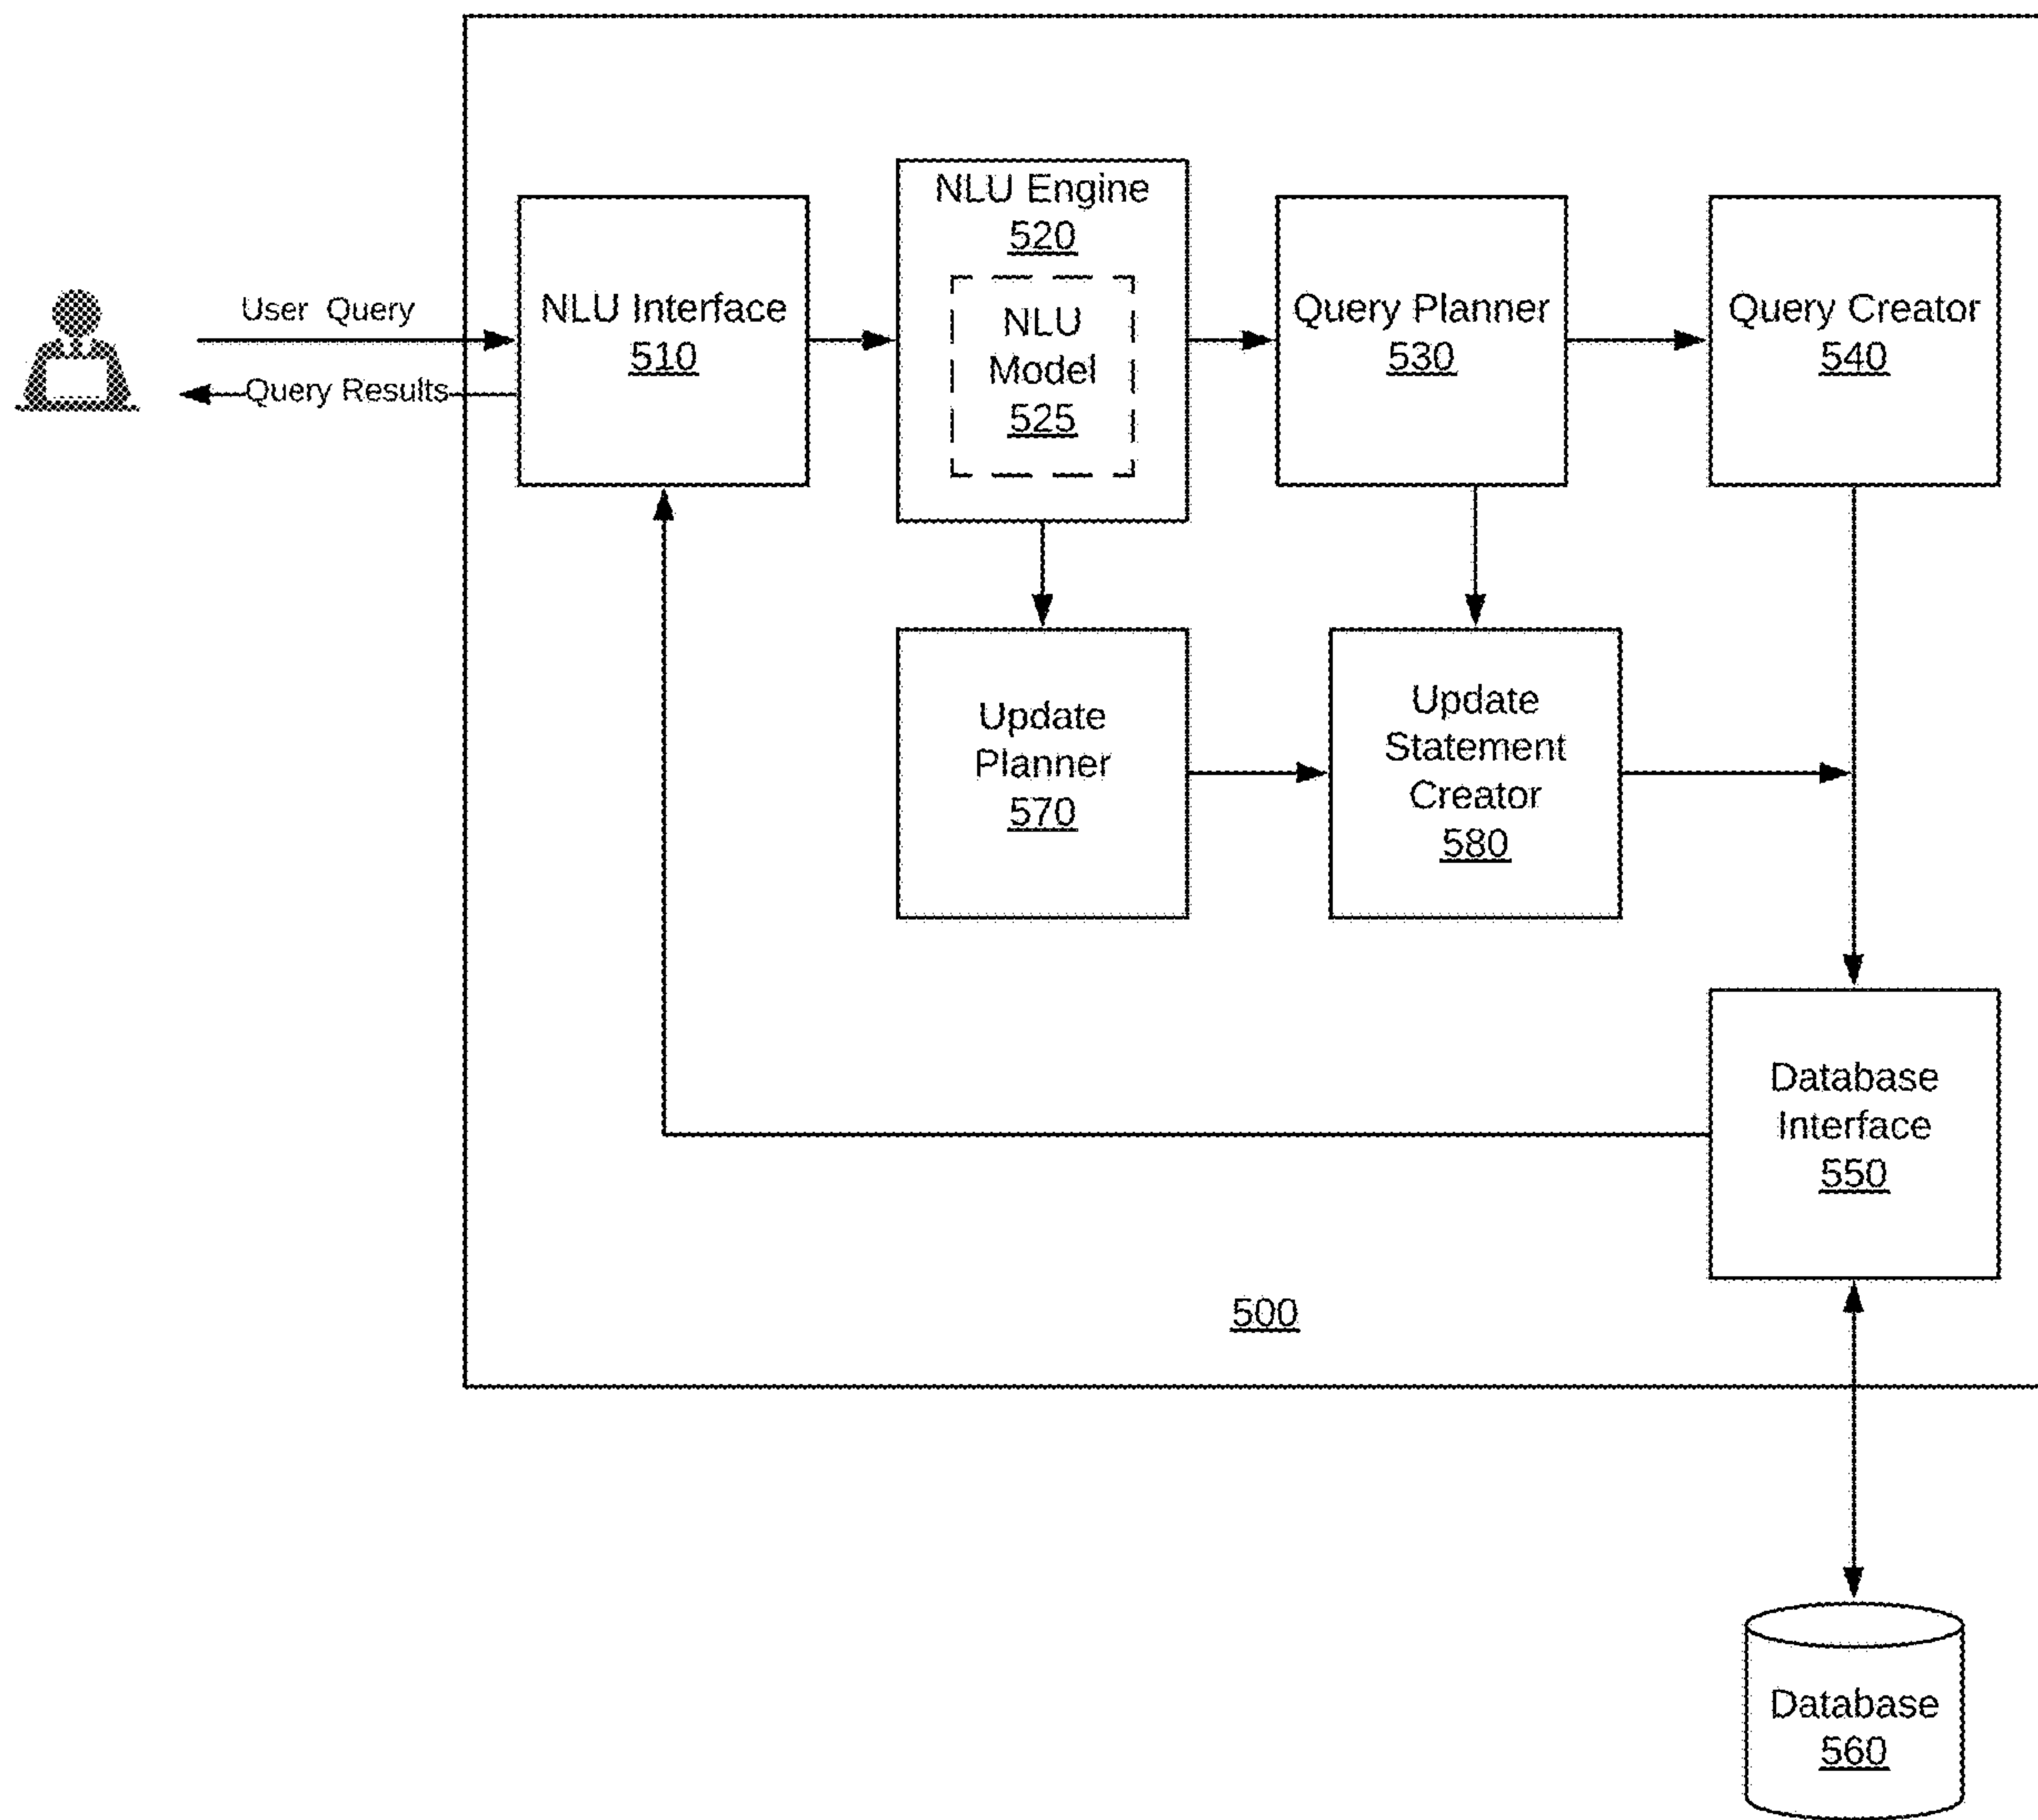 User Query
Query Results
NLU Interface
510
NLU Engine
520
NLU
Model
525
Query Planner
530
Query Creator
540
Update
Planner
570
Update
Statement
Creator
580
Database
Interface
550
500
Database
560